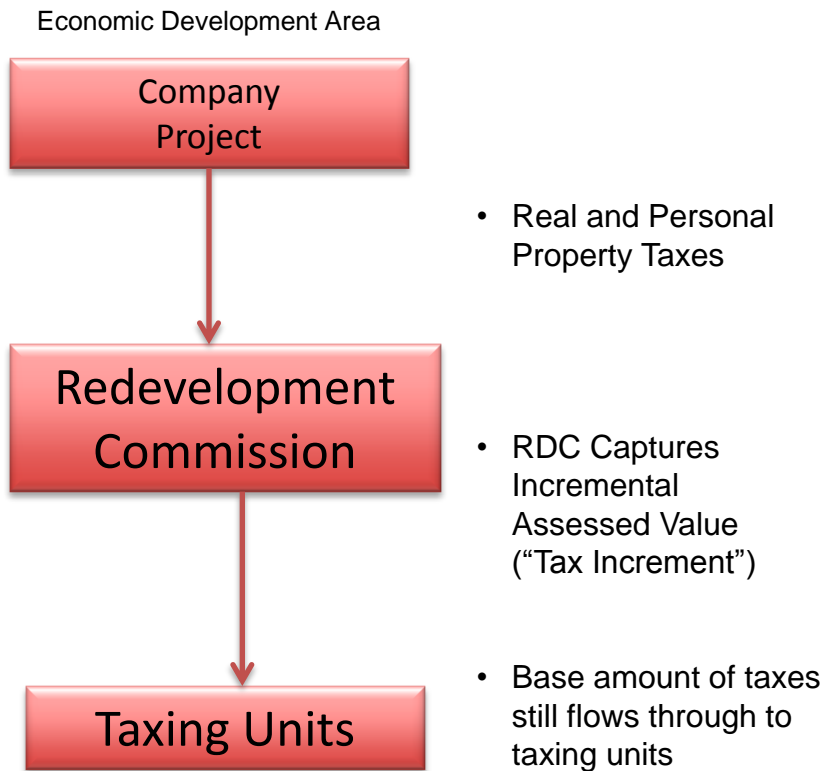 Economic Development Area
Company
Project
• Real and Personal
Property Taxes
Redevelopment
Commission
• RDC Captures
Incremental
Assessed Value
(“Tax Increment”)
Taxing Units
• Base amount of taxes
still flows through to
taxing units